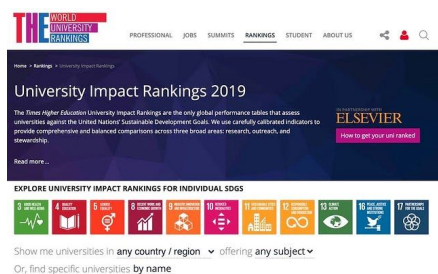 THE WORLD
UNIVERSITY
RANKINGS
PROFESSIONAL JOBS SUMMITS RANKINGS STUDENT ABOUT US
Home > Rankings > University Impact Rankings
University Impact Rankings 2019
The Times Higher Education University Impact Rankings are the only global performance tables that assess
universities against the United Nations' Sustainable Development Goals. We use carefully calibrated indicators to
provide comprehensive and balanced comparisons across three broad areas: research, outreach, and
stewardship.
Read more ...
IN PARTNERSHIP WITH
ELSEVIER
How to get your uni ranked
EXPLORE UNIVERSITY IMPACT RANKINGS FOR INDIVIDUAL SDGS
3 GOOD HEALTH AND WELL-BEING
4 QUALITY EDUCATION
5 GENDER EQUALITY
8 DECENT WORK AND ECONOMIC GROWTH
9 INDUSTRY, INNOVATION AND INFRASTRUCTURE
10 REDUCED INEQUALITIES
11 SUSTAINABLE CITIES AND COMMUNITIES
12 RESPONSIBLE CONSUMPTION AND PRODUCTION
13 CLIMATE ACTION
16 PEACE, JUSTICE AND STRONG INSTITUTIONS
17 PARTNERSHIPS FOR THE GOALS
Show me universities in any country / region offering any subject
Or, find specific universities by name